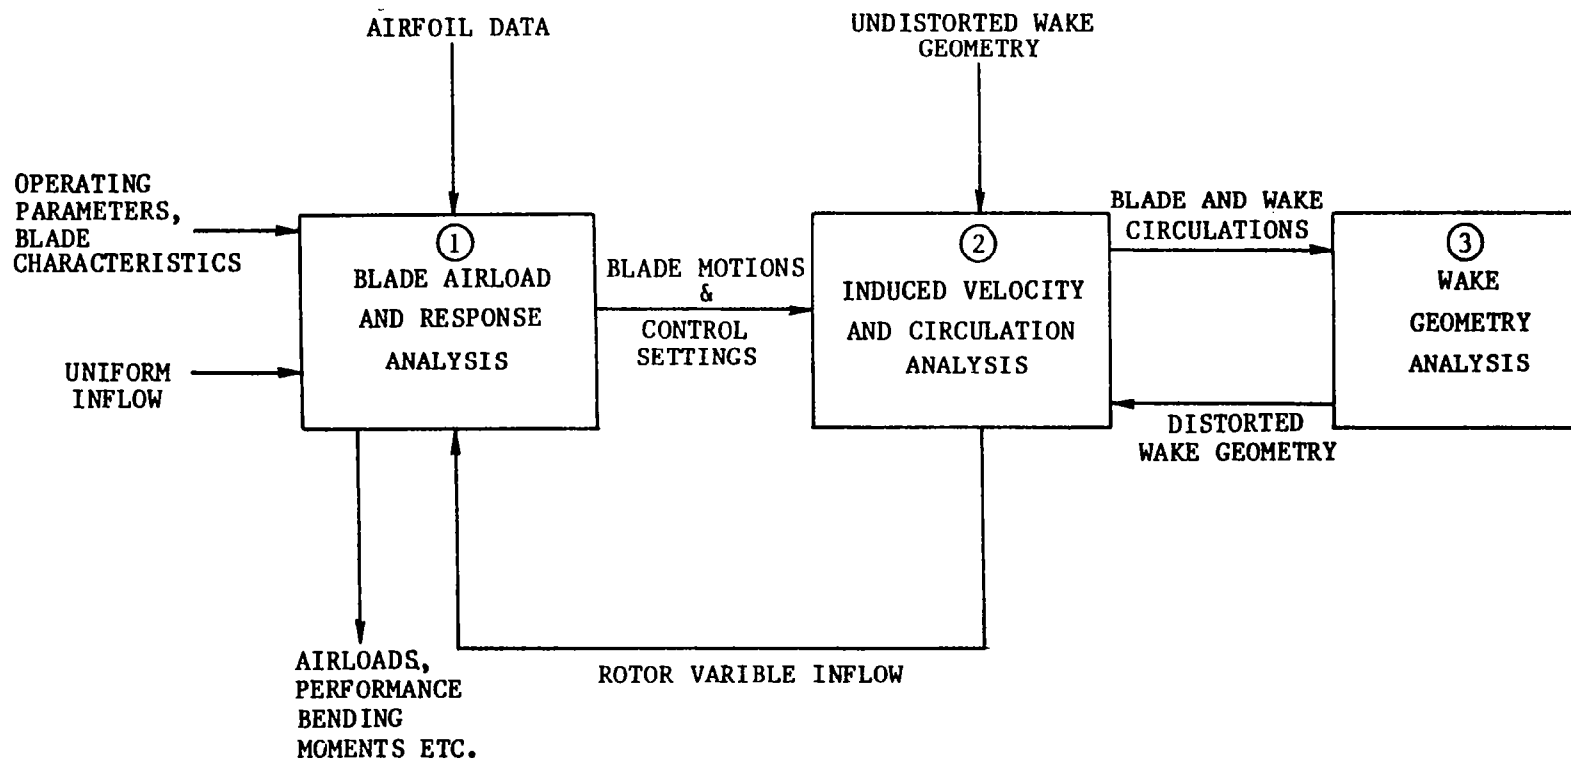 AIRFOIL DATA
UNDISTORTED WAKE
GEOMETRY
OPERATING
PARAMETERS,
BLADE
CHARACTERISTICS
UNIFORM
INFLOW
1
BLADE AIRLOAD
AND RESPONSE
ANALYSIS
BLADE MOTIONS
&
CONTROL
SETTINGS
2
INDUCED VELOCITY
AND CIRCULATION
ANALYSIS
BLADE AND WAKE
CIRCULATIONS
3
WAKE
GEOMETRY
ANALYSIS
DISTORTED
WAKE GEOMETRY
ROTOR VARIBLE INFLOW
AIRLOADS,
PERFORMANCE
BENDING
MOMENTS ETC.